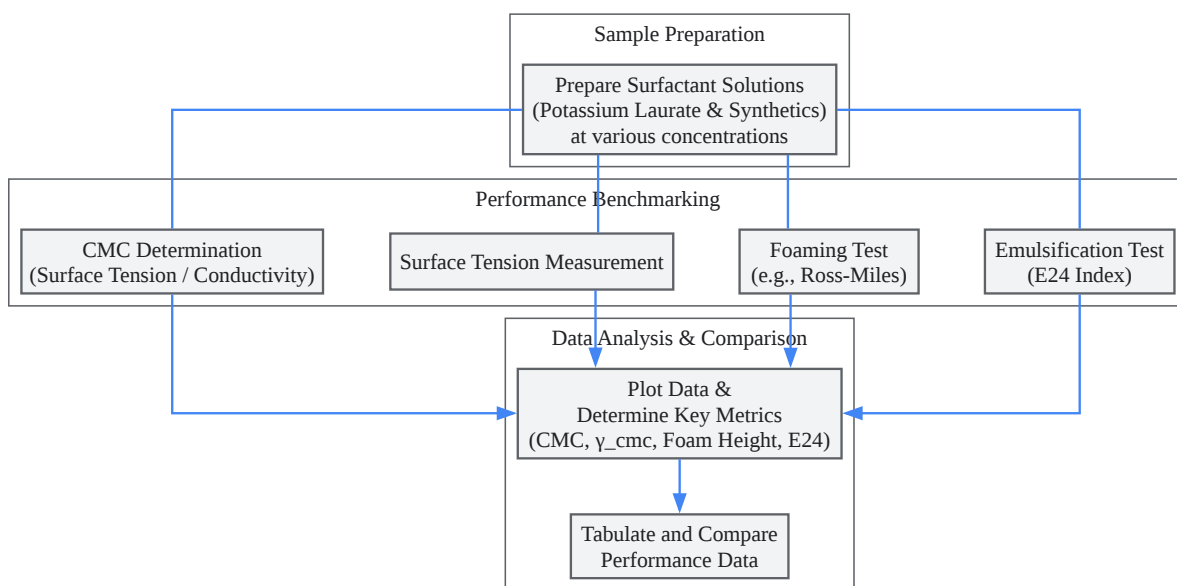 Sample Preparation
Prepare Surfactant Solutions
(Potassium Laurate & Synthetics)
at various concentrations
Performance Benchmarking
CMC Determination
(Surface Tension / Conductivity)
Surface Tension Measurement
Foaming Test
(e.g., Ross-Miles)
Emulsification Test
(E24 Index)
Data Analysis & Comparison
Plot Data &
Determine Key Metrics
(CMC, γ_cmc, Foam Height, E24)
Tabulate and Compare
Performance Data